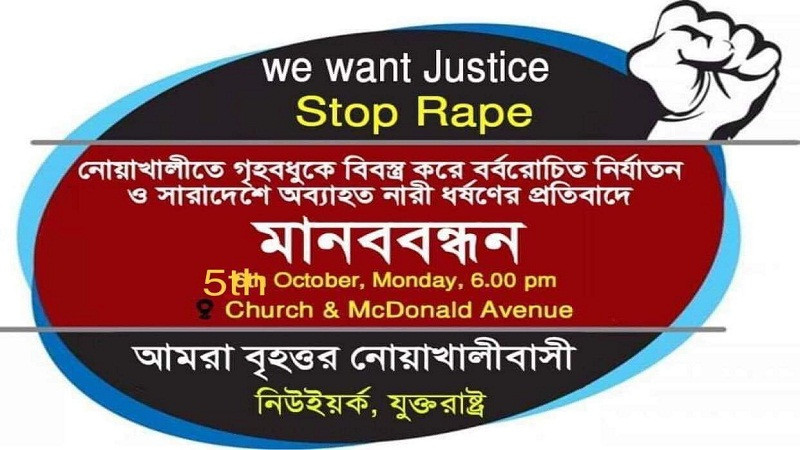 we want Justice
Stop Rape
নোয়াখালীতে গৃহবধুকে বিবস্ত্র করে বর্বরোচিত নির্যাতন
ও সারাদেশে অব্যাহত নারী ধর্ষণের প্রতিবাদে
মানববন্ধন
5th October, Monday, 6.00 pm
Church & McDonald Avenue
আমরা বৃহত্তর নোয়াখালীবাসী
নিউইয়র্ক, যুক্তরাষ্ট্র